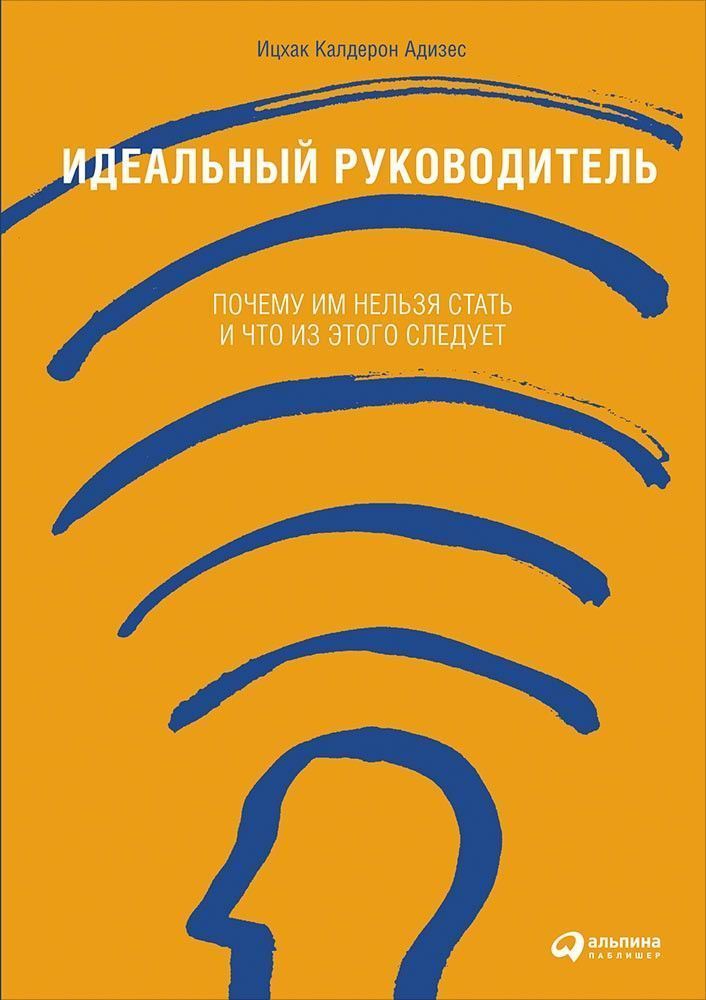 Ицхак Калдерон Адизес
ИДЕАЛЬНЫЙ РУКОВОДИТЕЛЬ
ПОЧЕМУ ИМ НЕЛЬЗЯ СТАТЬ
И ЧТО ИЗ ЭТОГО СЛЕДУЕТ
альпина
ПАБЛИШЕР